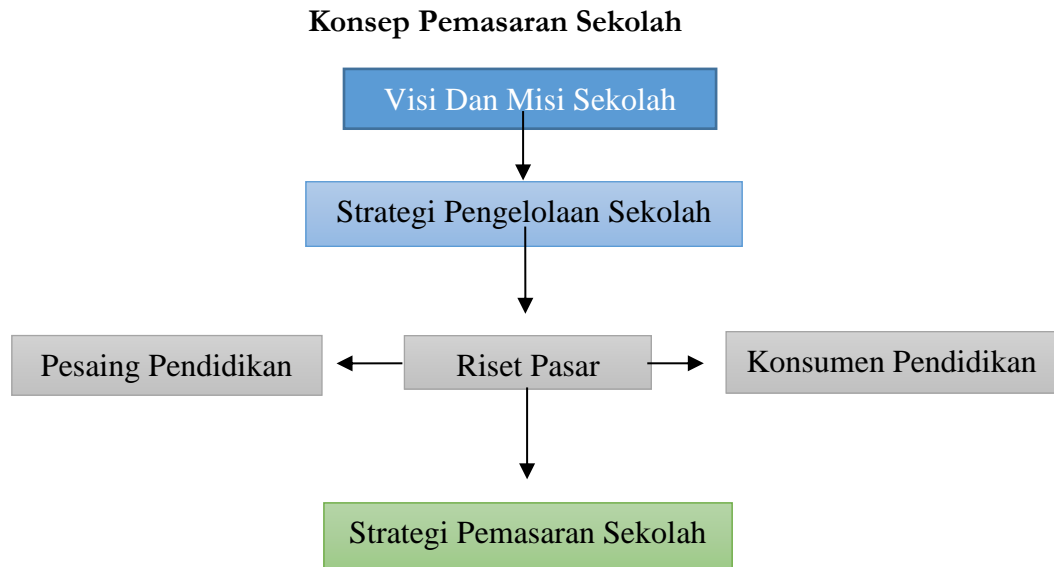 Konsep Pemasaran Sekolah
Visi Dan Misi Sekolah
Strategi Pengelolaan Sekolah
Pesaing Pendidikan
Riset Pasar
Konsumen Pendidikan
Strategi Pemasaran Sekolah